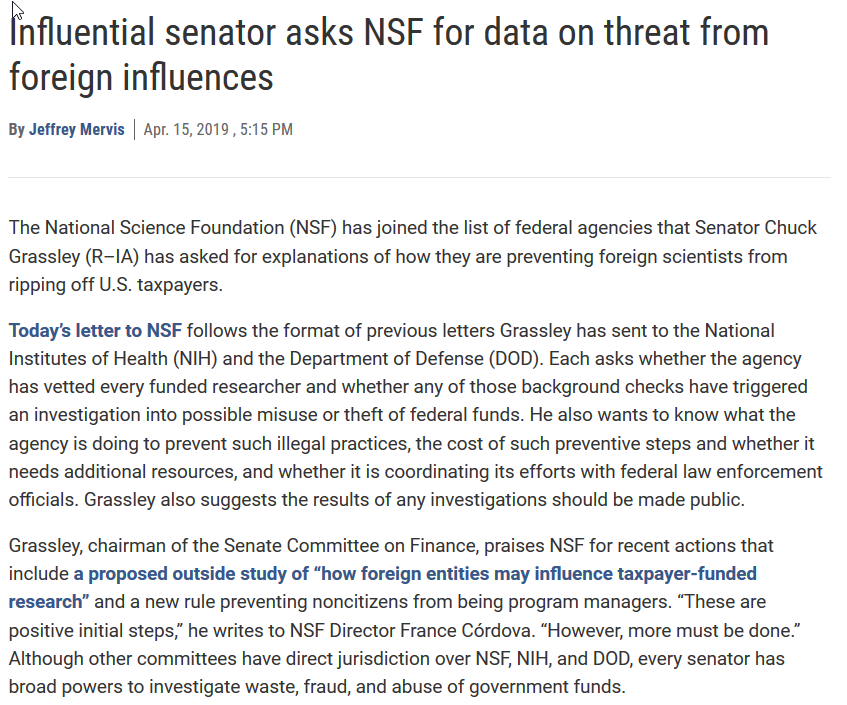 Influential senator asks NSF for data on threat from
foreign influences
By Jeffrey Mervis | Apr. 15, 2019 , 5:15 PM
The National Science Foundation (NSF) has joined the list of federal agencies that Senator Chuck
Grassley (R–IA) has asked for explanations of how they are preventing foreign scientists from
ripping off U.S. taxpayers.
Today’s letter to NSF follows the format of previous letters Grassley has sent to the National
Institutes of Health (NIH) and the Department of Defense (DOD). Each asks whether the agency
has vetted every funded researcher and whether any of those background checks have triggered
an investigation into possible misuse or theft of federal funds. He also wants to know what the
agency is doing to prevent such illegal practices, the cost of such preventive steps and whether it
needs additional resources, and whether it is coordinating its efforts with federal law enforcement
officials. Grassley also suggests the results of any investigations should be made public.
Grassley, chairman of the Senate Committee on Finance, praises NSF for recent actions that
include a proposed outside study of “how foreign entities may influence taxpayer-funded
research” and a new rule preventing noncitizens from being program managers. “These are
positive initial steps,” he writes to NSF Director France Córdova. “However, more must be done.”
Although other committees have direct jurisdiction over NSF, NIH, and DOD, every senator has
broad powers to investigate waste, fraud, and abuse of government funds.